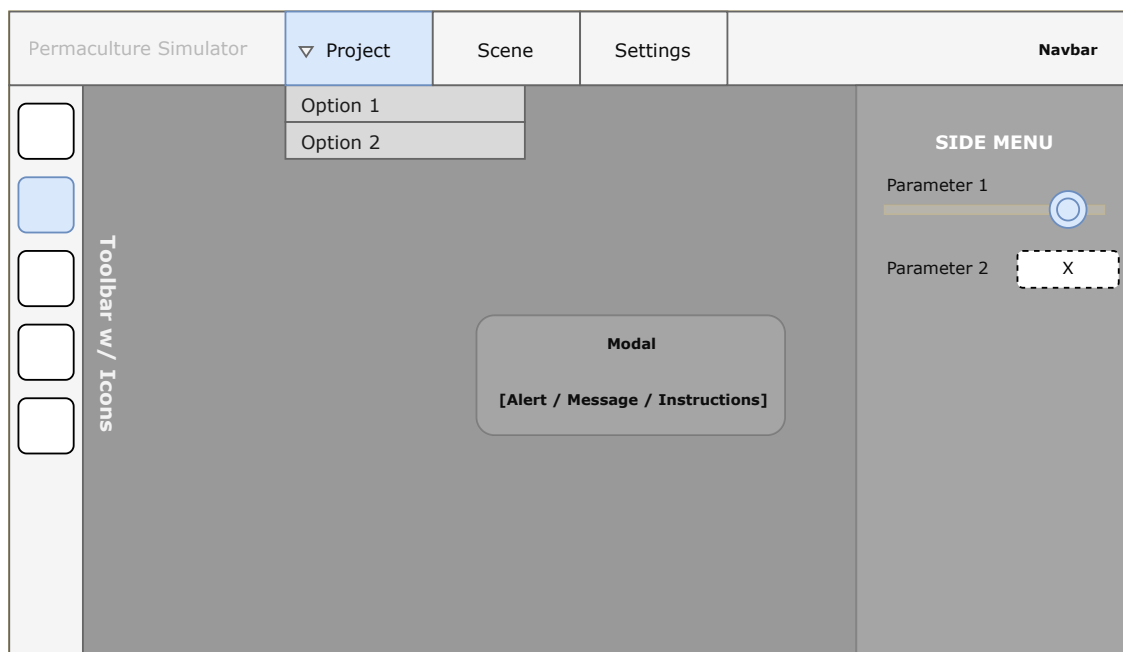 Permaculture Simulator
Project
Scene
Settings
Navbar
Option 1
Option 2
SIDE MENU
Parameter 1
Parameter 2
X
Toolbar w/ Icons
Modal
[Alert / Message / Instructions]